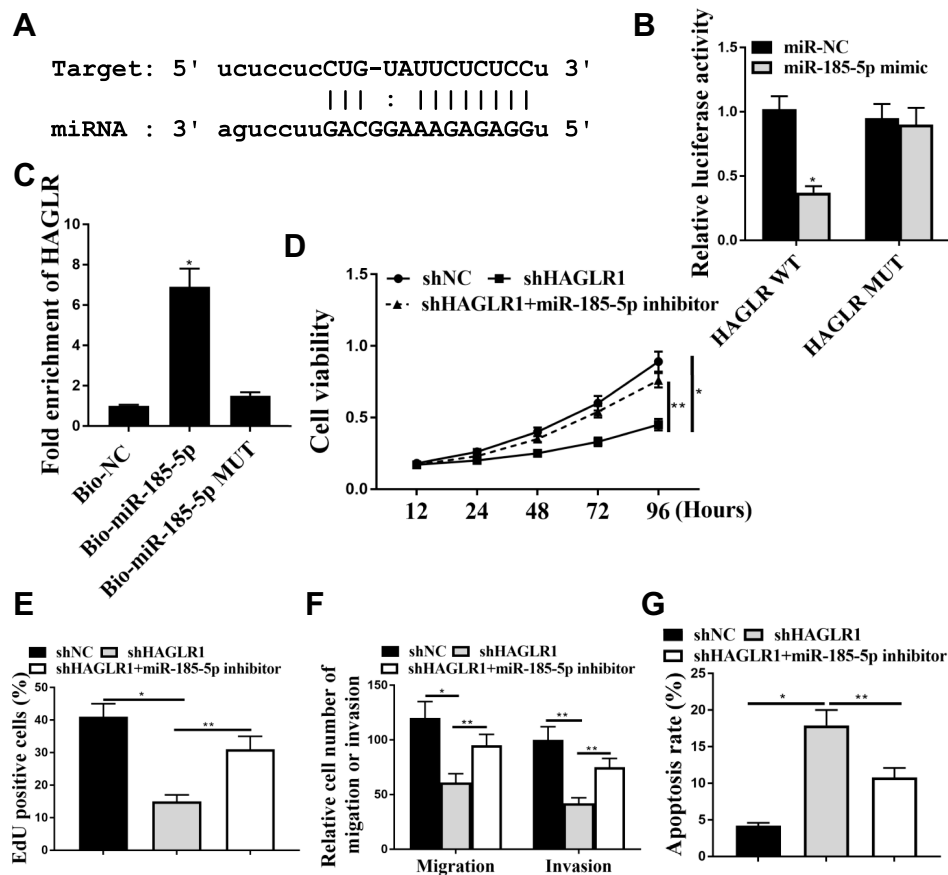 A
Target: 5' ucuccucCUG-UAUUCUCUCCu 3'
||| : ||||||||
miRNA : 3' aguccuuGACGGAAAGAGAGGu 5'
B
miR-NC
miR-185-5p mimic
Relative luciferase activity
1.5
1.0
0.5
0.0
*
HAGLR WT
HAGLR MUT
C
Fold enrichment of HAGLR
10
8
6
4
2
0
*
Bio-NC
Bio-miR-185-5p
Bio-miR-185-5p MUT
D
shNC shHAGLR1
shHAGLR1+miR-185-5p inhibitor
Cell viability
1.5
1.0
0.5
0.0
** *
12 24 48 72 96 (Hours)
E
shNC shHAGLR1
shHAGLR1+miR-185-5p inhibitor
EdU positive cells (%)
50
40
30
20
10
0
*
**
F
shNC shHAGLR1
shHAGLR1+miR-185-5p inhibitor
Relative cell number of
migation or invasion
150
100
50
0
*
**
**
**
Migration Invasion
G
shNC shHAGLR1
shHAGLR1+miR-185-5p inhibitor
Apoptosis rate (%)
25
20
15
10
5
0
* **